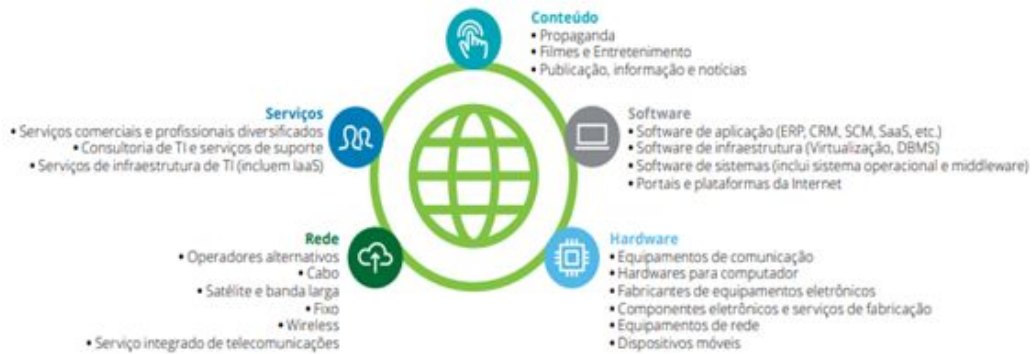 Conteúdo
▪ Propaganda
▪ Filmes e Entretenimento
▪ Publicação, informação e notícias
Serviços
▪ Serviços comerciais e profissionais diversificados
▪ Consultoria de TI e serviços de suporte
▪ Serviços de infraestrutura de TI (incluem IaaS)
Software
▪ Software de aplicação (ERP, CRM, SCM, SaaS, etc.)
▪ Software de infraestrutura (Virtualização, DBMS)
▪ Software de sistemas (inclui sistema operacional e middleware)
▪ Portais e plataformas da Internet
Rede
▪ Operadores alternativos
▪ Cabo
▪ Satélite e banda larga
▪ Fixo
▪ Wireless
▪ Serviço integrado de telecomunicações
Hardware
▪ Equipamentos de comunicação
▪ Hardwares para computador
▪ Fabricantes de equipamentos eletrônicos
▪ Componentes eletrônicos e serviços de fabricação
▪ Equipamentos de rede
▪ Dispositivos móveis